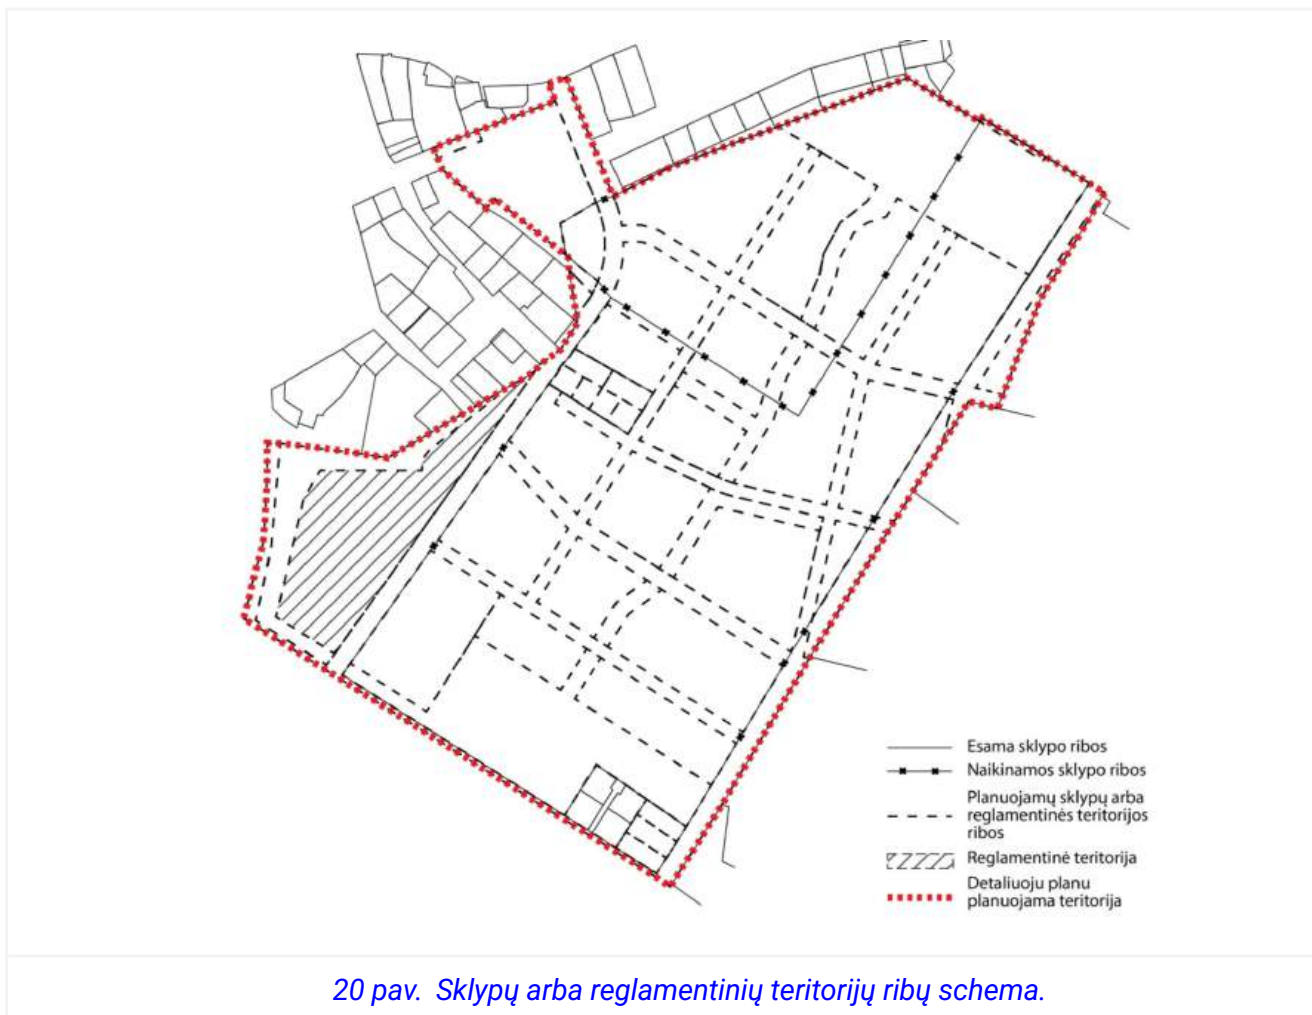 Esama sklypo ribos
Naikinamos sklypo ribos
Planuojamų sklypų arba
reglamentinės teritorijos
ribos
Reglamentinė teritorija
Detaliuoju planu
planuojama teritorija
20 pav. Sklypų arba reglamentinių teritorijų ribų schema.